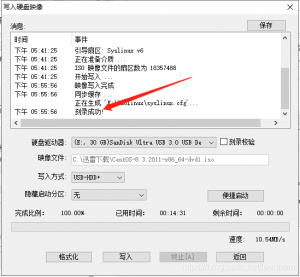 写入硬盘映像
消息:
保存
时间 事件
下午 05:41:25 引导扇区: Syslinux v6
下午 05:41:25 正在准备介质 ...
下午 05:41:25 ISO 映像文件的扇区数为 18357488
下午 05:41:25 开始写入 ...
下午 05:55:56 映像写入完成
下午 05:55:56 同步缓存 ...
正在生成
下午 05:55:56 刻录成功!
硬盘驱动器: (E:, 30 GB)SanDisk Ultra USB 3.0 USB De 刻录校验
映像文件: C:\迅雷下载\CentOS-8.3.2011-x86_64-dvd1.iso
写入方式: USB-HDD+
隐藏启动分区: 无 便捷启动
完成比例: 100.00% 已用时间: 00:14:31 剩余时间: 00:00:00
速度: 10.54MB/s
格式化 写入 终止[A] 返回